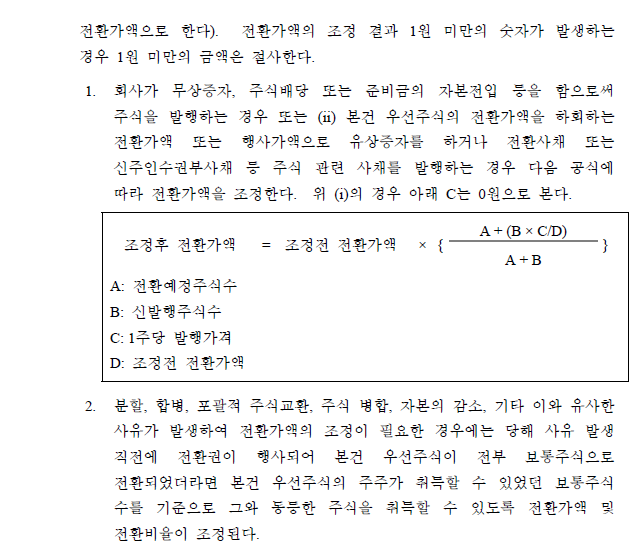 전환가액으로 한다). 전환가액의 조정 결과 1원 미만의 숫자가 발생하는
경우 1원 미만의 금액은 절사한다.
1. 회사가 무상증자, 주식배당 또는 준비금의 자본전입 등을 함으로써
주식을 발행하는 경우 또는 (ii) 본건 우선주식의 전환가액을 하회하는
전환가액 또는 행사가액으로 유상증자를 하거나 전환사채 또는
신주인수권부사채 등 주식 관련 사채를 발행하는 경우 다음 공식에
따라 전환가액을 조정한다. 위 (i)의 경우 아래 C는 0원으로 본다.
조정후 전환가액 = 조정전 전환가액 × { A + (B × C/D) }
A + B
A: 전환예정주식수
B: 신발행주식수
C: 1주당 발행가격
D: 조정전 전환가액
2. 분할, 합병, 포괄적 주식교환, 주식 병합, 자본의 감소, 기타 이와 유사한
사유가 발생하여 전환가액의 조정이 필요한 경우에는 당해 사유 발생
직전에 전환권이 행사되어 본건 우선주식이 전부 보통주식으로
전환되었더라면 본건 우선주식의 주주가 취득할 수 있었던 보통주식
수를 기준으로 그와 동등한 주식을 취득할 수 있도록 전환가액 및
전환비율이 조정된다.